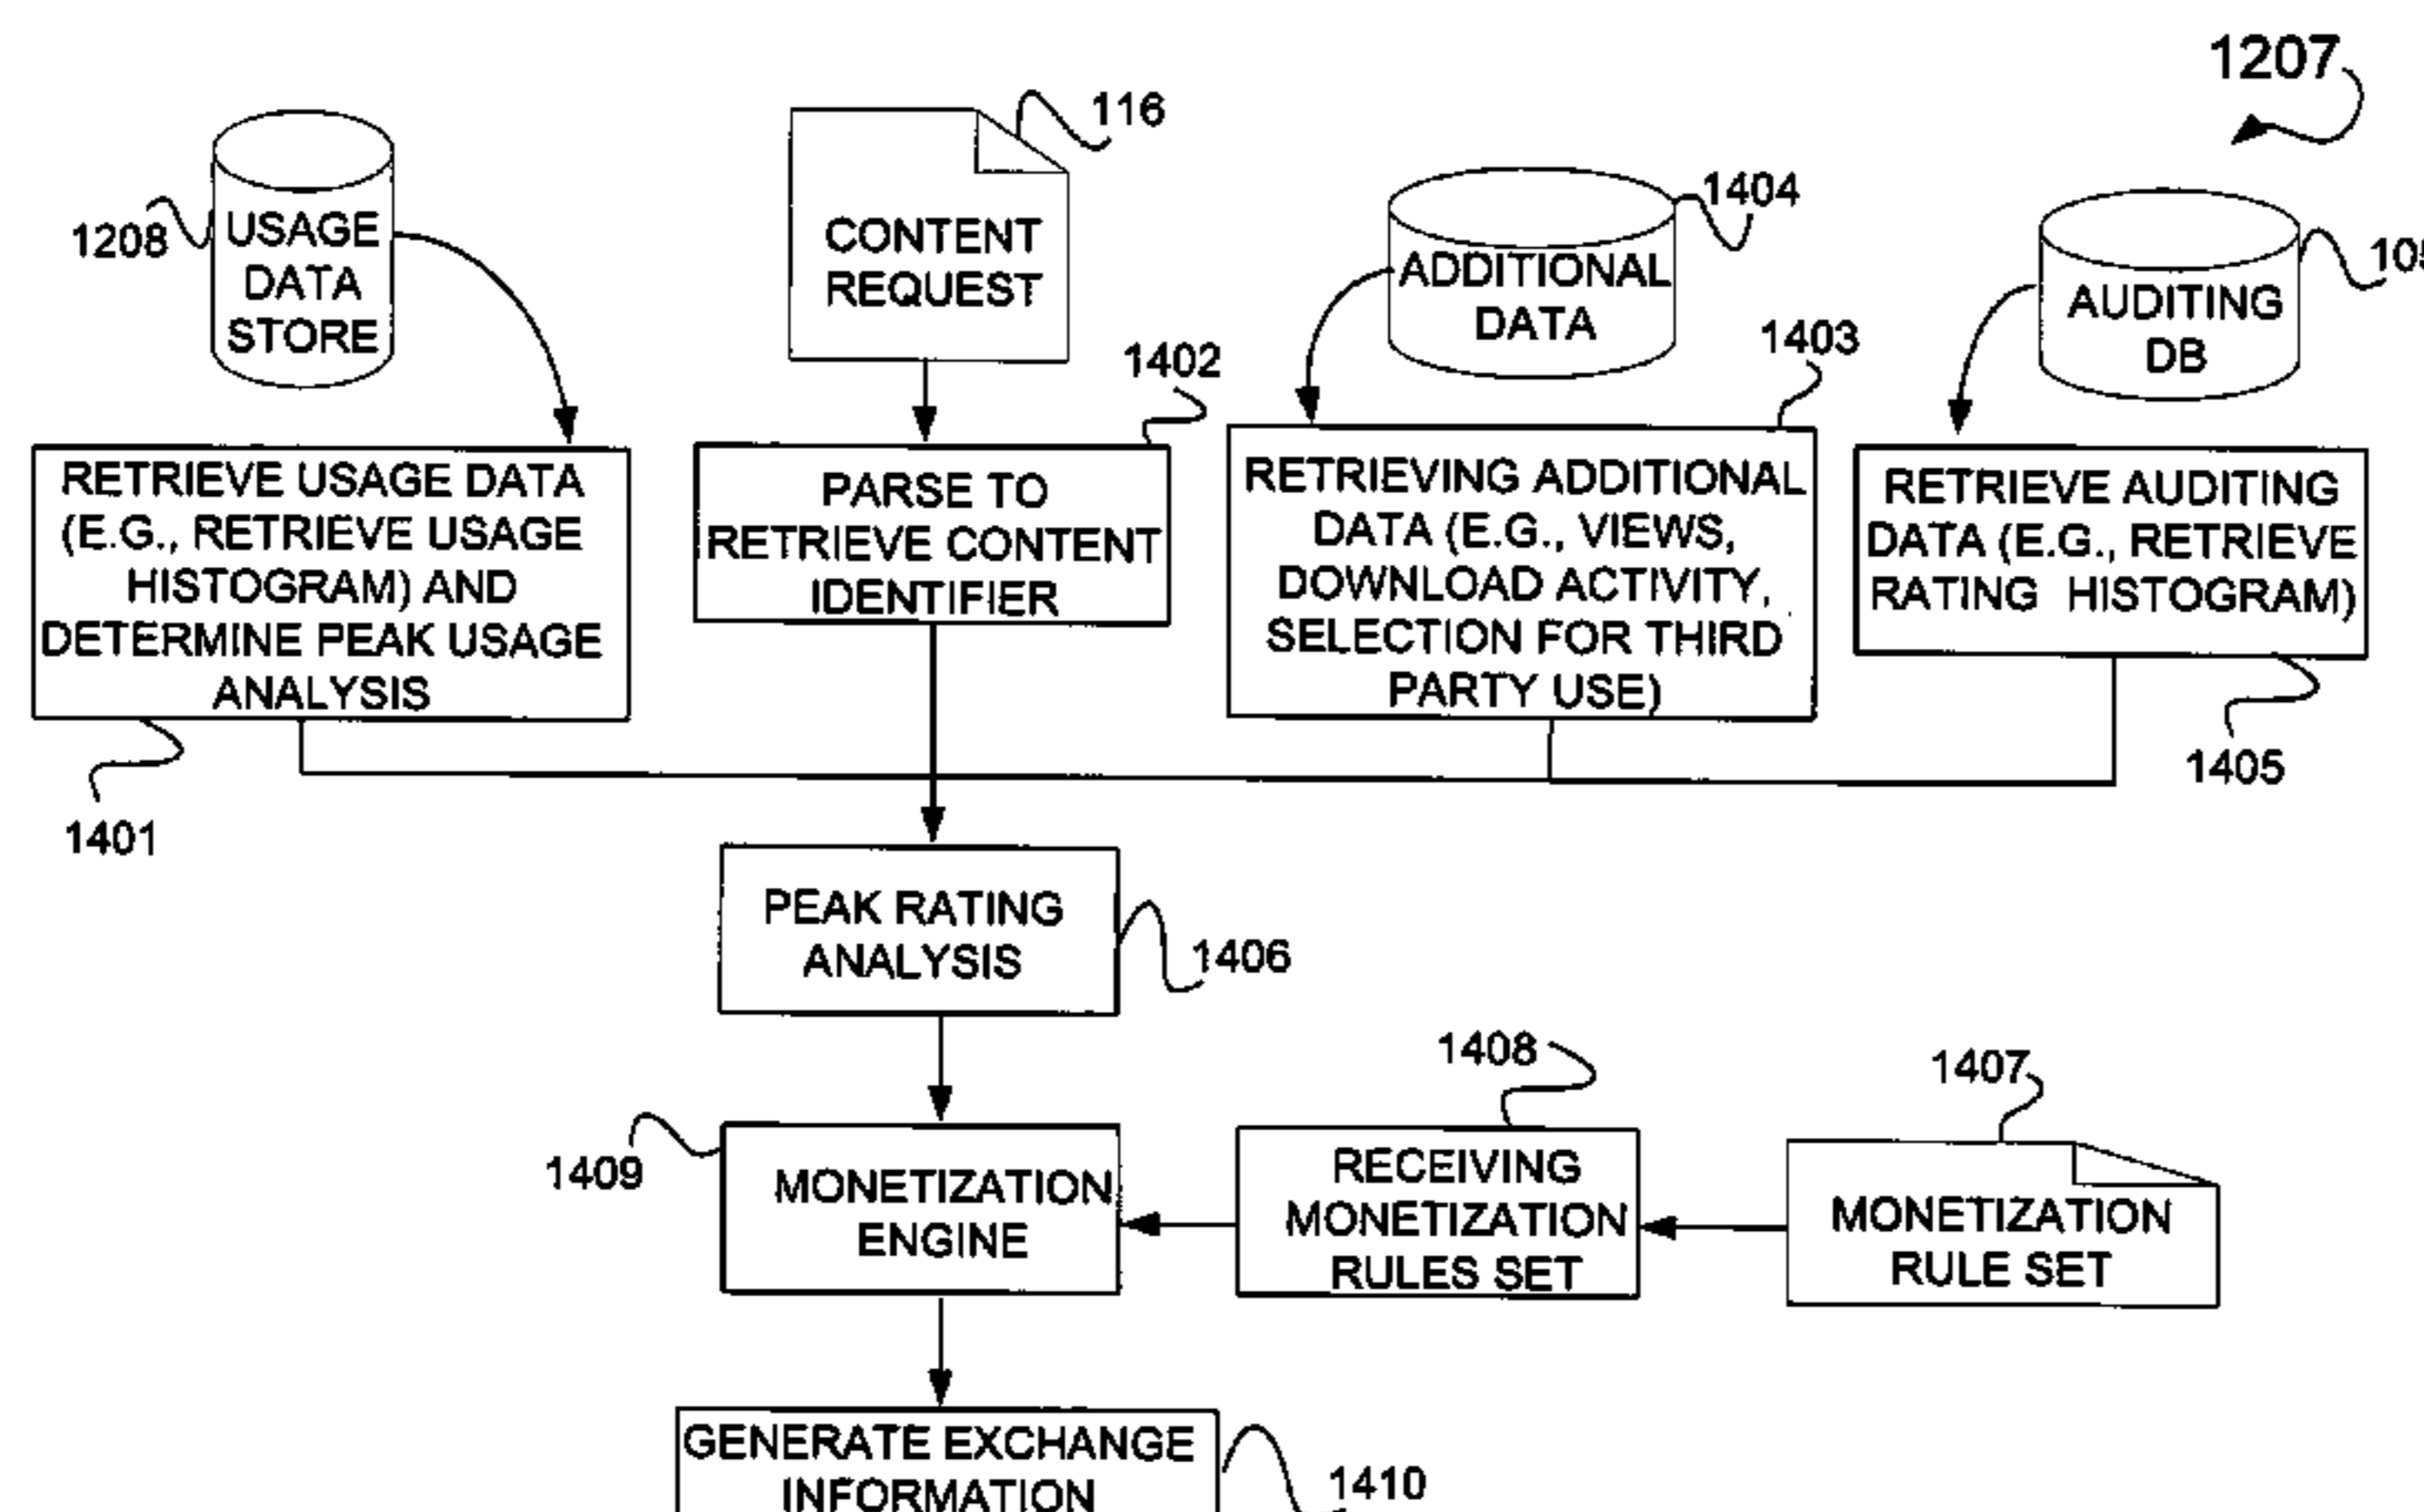 1207
116
1208
USAGE
DATA
STORE
CONTENT
REQUEST
1404
ADDITIONAL
DATA
AUDITING
DB
1402
1403
RETRIEVE USAGE DATA
(E.G., RETRIEVE USAGE
HISTOGRAM) AND
DETERMINE PEAK USAGE
ANALYSIS
PARSE TO
RETRIEVE CONTENT
IDENTIFIER
RETRIEVING ADDITIONAL
DATA (E.G., VIEWS,
DOWNLOAD ACTIVITY,
SELECTION FOR THIRD
PARTY USE)
RETRIEVE AUDITING
DATA (E.G., RETRIEVE
RATING HISTOGRAM)
1401
1405
PEAK RATING
ANALYSIS
1406
1408
1407
1409
MONETIZATION
ENGINE
RECEIVING
MONETIZATION
RULES SET
MONETIZATION
RULE SET
GENERATE EXCHANGE
INFORMATION
1410